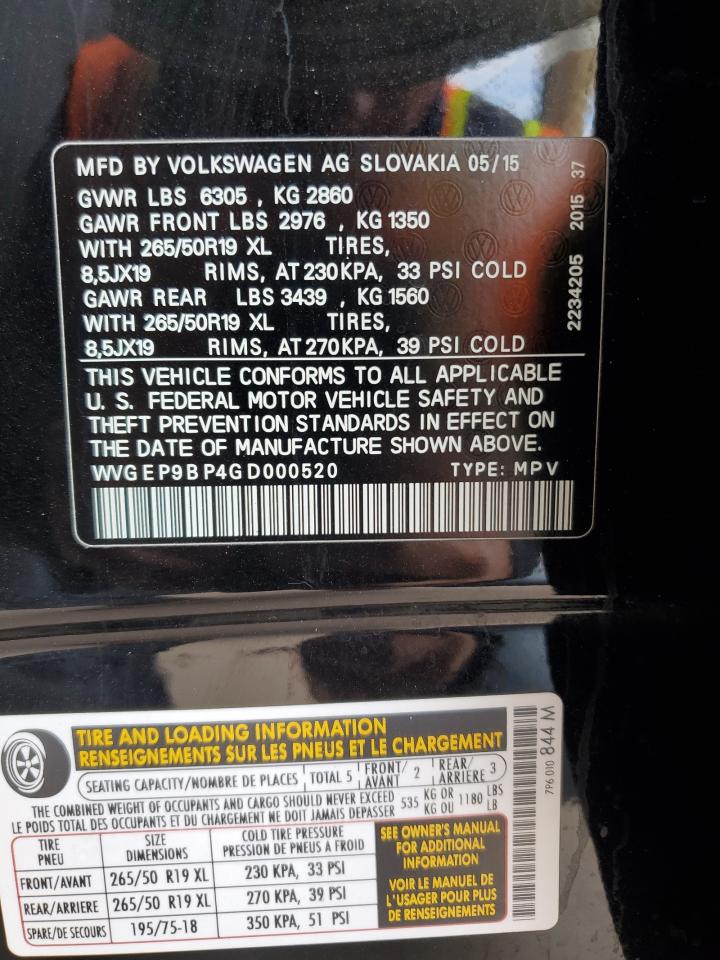 MFD BY VOLKSWAGEN AG SLOVAKIA 05/15
GVWR LBS 6305 , KG 2860
GAWR FRONT LBS 2976 , KG 1350
WITH 265/50R19 XL TIRES,
8,5JX19 RIMS, AT 230 KPA, 33 PSI COLD
GAWR REAR LBS 3439 , KG 1560
WITH 265/50R19 XL TIRES,
8,5JX19 RIMS, AT 270 KPA, 39 PSI COLD
THIS VEHICLE CONFORMS TO ALL APPLICABLE
U. S. FEDERAL MOTOR VEHICLE SAFETY AND
THEFT PREVENTION STANDARDS IN EFFECT ON
THE DATE OF MANUFACTURE SHOWN ABOVE.
WVGEP9BP4GD000520 TYPE: MPV
2234205 2015 37
TIRE AND LOADING INFORMATION
RENSEIGNEMENTS SUR LES PNEUS ET LE CHARGEMENT
SEATING CAPACITY/NOMBRE DE PLACES TOTAL 5 FRONT/AVANT 2 REAR/ARRIÈRE 3
THE COMBINED WEIGHT OF OCCUPANTS AND CARGO SHOULD NEVER EXCEED 535 KG OR 1180 LBS
LE POIDS TOTAL DES OCCUPANTS ET DU CHARGEMENT NE DOIT JAMAIS DEPASSER KG OU LB
TIRE PNEU SIZE DIMENSIONS COLD TIRE PRESSURE PRESSION DE PNEUS A FROID
FRONT/AVANT 265/50 R19 XL 230 KPA, 33 PSI
REAR/ARRIERE 265/50 R19 XL 270 KPA, 39 PSI
SPARE/DE SECOURS 195/75-18 350 KPA, 51 PSI
SEE OWNER'S MANUAL
FOR ADDITIONAL
INFORMATION
VOIR LE MANUEL DE
L'USAGER POUR PLUS
DE RENSEIGNEMENTS
796 010 844 M